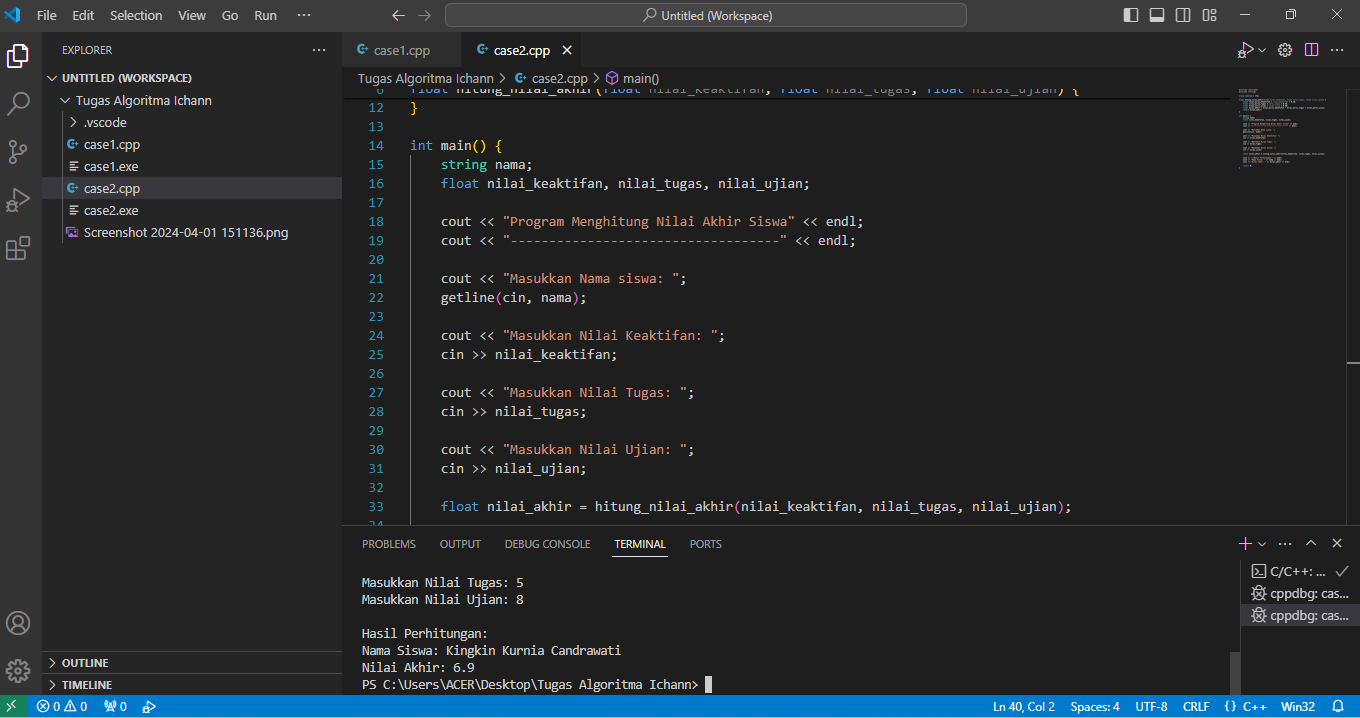 File Edit Selection View Go Run ··· Untitled (Workspace)
EXPLORER ···
UNTITLED (WORKSPACE)
Tugas Algoritma Ichann
.vscode
case1.cpp
case1.exe
case2.cpp
case2.exe
Screenshot 2024-04-01 151136.png
OUTLINE
TIMELINE
case1.cpp case2.cpp
Tugas Algoritma Ichann > case2.cpp > main()
6 float hitung_nilai_akhir(float nilai_keaktifan, float nilai_tugas, float nilai_ujian) {
12 }
13
14 int main() {
15 string nama;
16 float nilai_keaktifan, nilai_tugas, nilai_ujian;
17
18 cout << "Program Menghitung Nilai Akhir Siswa" << endl;
19 cout << "-----------------------------------" << endl;
20
21 cout << "Masukkan Nama siswa: ";
22 getline(cin, nama);
23
24 cout << "Masukkan Nilai Keaktifan: ";
25 cin >> nilai_keaktifan;
26
27 cout << "Masukkan Nilai Tugas: ";
28 cin >> nilai_tugas;
29
30 cout << "Masukkan Nilai Ujian: ";
31 cin >> nilai_ujian;
32
33 float nilai_akhir = hitung_nilai_akhir(nilai_keaktifan, nilai_tugas, nilai_ujian);
34
PROBLEMS OUTPUT DEBUG CONSOLE TERMINAL PORTS
Masukkan Nilai Tugas: 5
Masukkan Nilai Ujian: 8
Hasil Perhitungan:
Nama Siswa: Kingkin Kurnia Candrawati
Nilai Akhir: 6.9
PS C:\Users\ACER\Desktop\Tugas Algoritma Ichann>
C/C++: ...
cppdbg: cas...
cppdbg: cas...
0 0 0 Ln 40, Col 2 Spaces: 4 UTF-8 CRLF {} C++ Win32